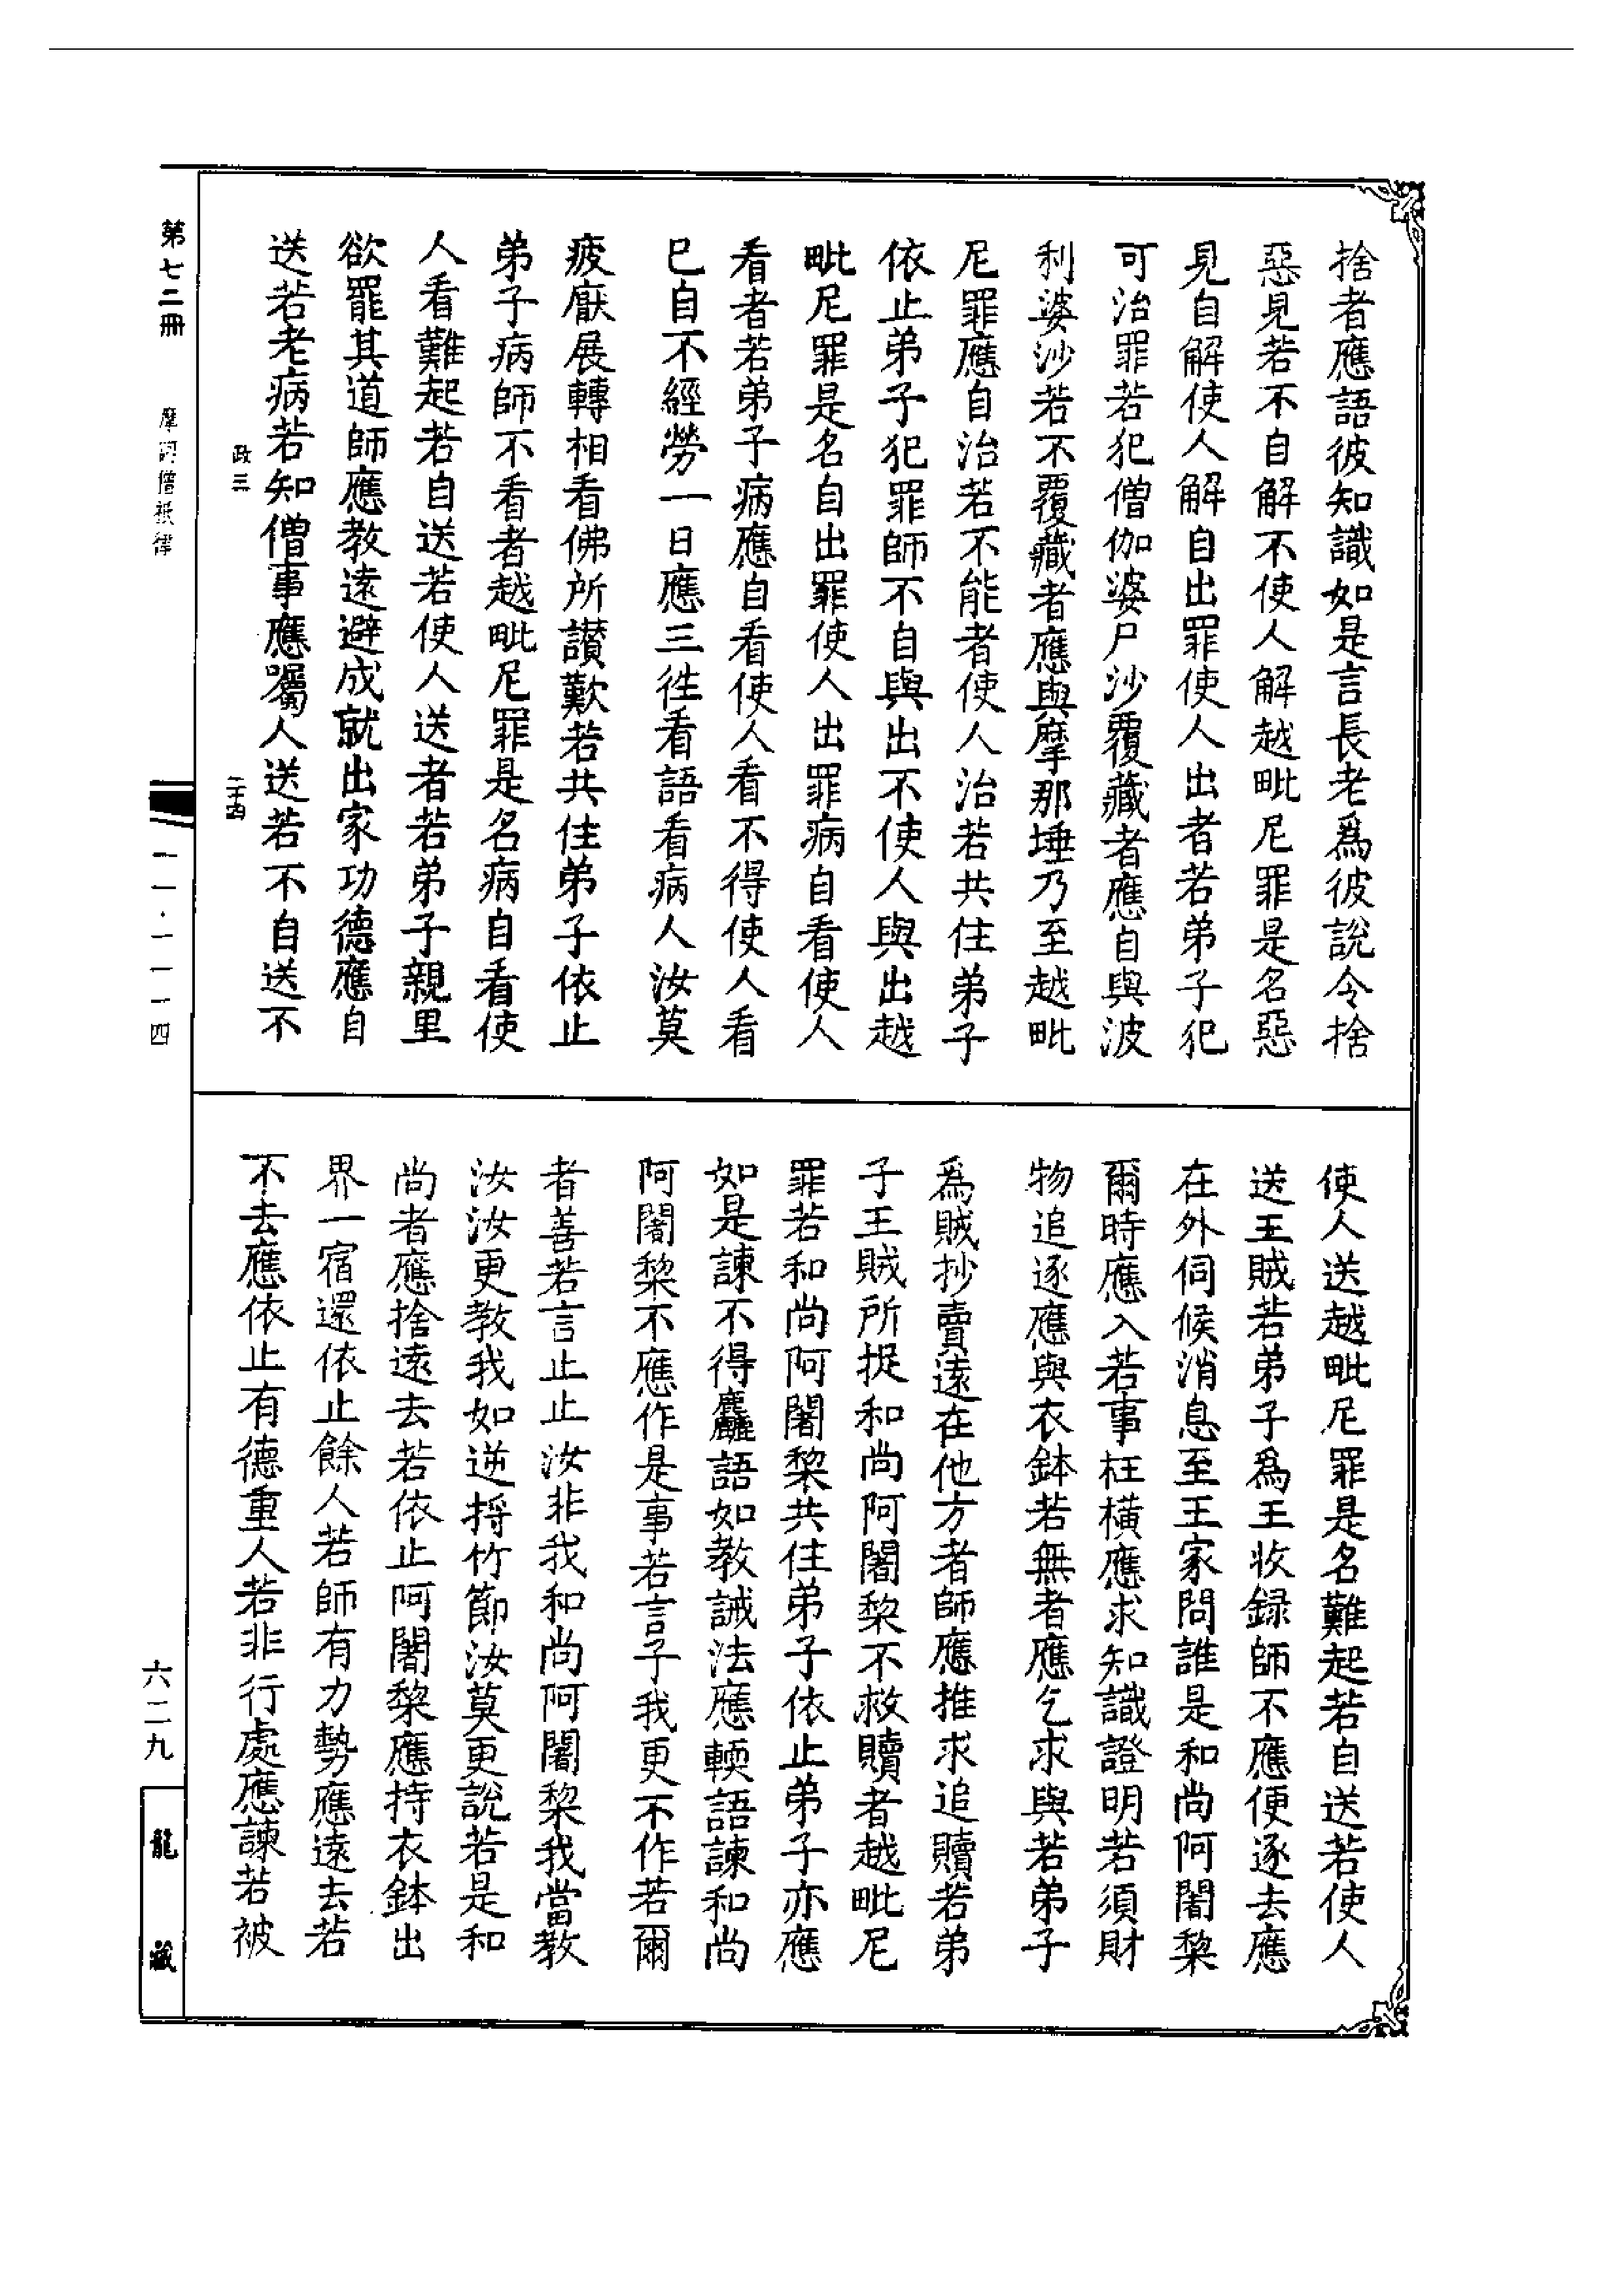 捨者應語彼知識如是言長老爲彼說令捨
惡見若不自解不使人解越毗尼罪是名惡
見自解使人解自出罪使人出者若弟子犯
可治罪若犯僧伽婆尸沙覆藏者應自與波
利婆沙若不覆藏者應與摩那埵乃至越毗
尼罪應自治若不能者使人治若共住弟子
依止弟子犯罪師不自與出不使人與出越
毗尼罪是名自出罪使人出罪病自看使人
看者若弟子病應自看使人看不得使人看
巳自不經勞一日應三徃看語看病人汝莫
疲厭展轉相看佛所讃歎若共住弟子依止
弟子病師不看者越毗尼罪是名病自看使
人看難起若自送若使人送者若弟子親里
欲罷其道師應教遠避成就出家功德應自
送若老病若知僧事應囑人送若不自送不
政三
二十四
使人送越毗尼罪是名難起若自送若使人
送王賊若弟子爲王收録師不應便逐去應
在外伺候消息至王家問誰是和尚阿闍棃
爾時應入若事枉橫應求知識證明若須財
物追逐應與衣鉢若無者應乞求與若弟子
爲賊抄賣遠在他方者師應推求追贖若弟
子王賊所捉和尚阿闍棃不救贖者越毗尼
罪若和尚阿闍棃共住弟子依止弟子亦應
如是諫不得麤語如教誡法應輭語諫和尚
阿闍棃不應作是事若言子我更不作若爾
者善若言止止汝非我和尚阿闍棃我當教
汝汝更教我如逆捋竹節汝莫更說若是和
尚者應捨遠去若依止阿闍棃應持衣鉢出
界一宿還依止餘人若師有力勢應遠去若
不去應依止有德重人若非行處應諫若被
第七二冊
摩訶僧祇律
一一·一一一四
六二九
龍藏